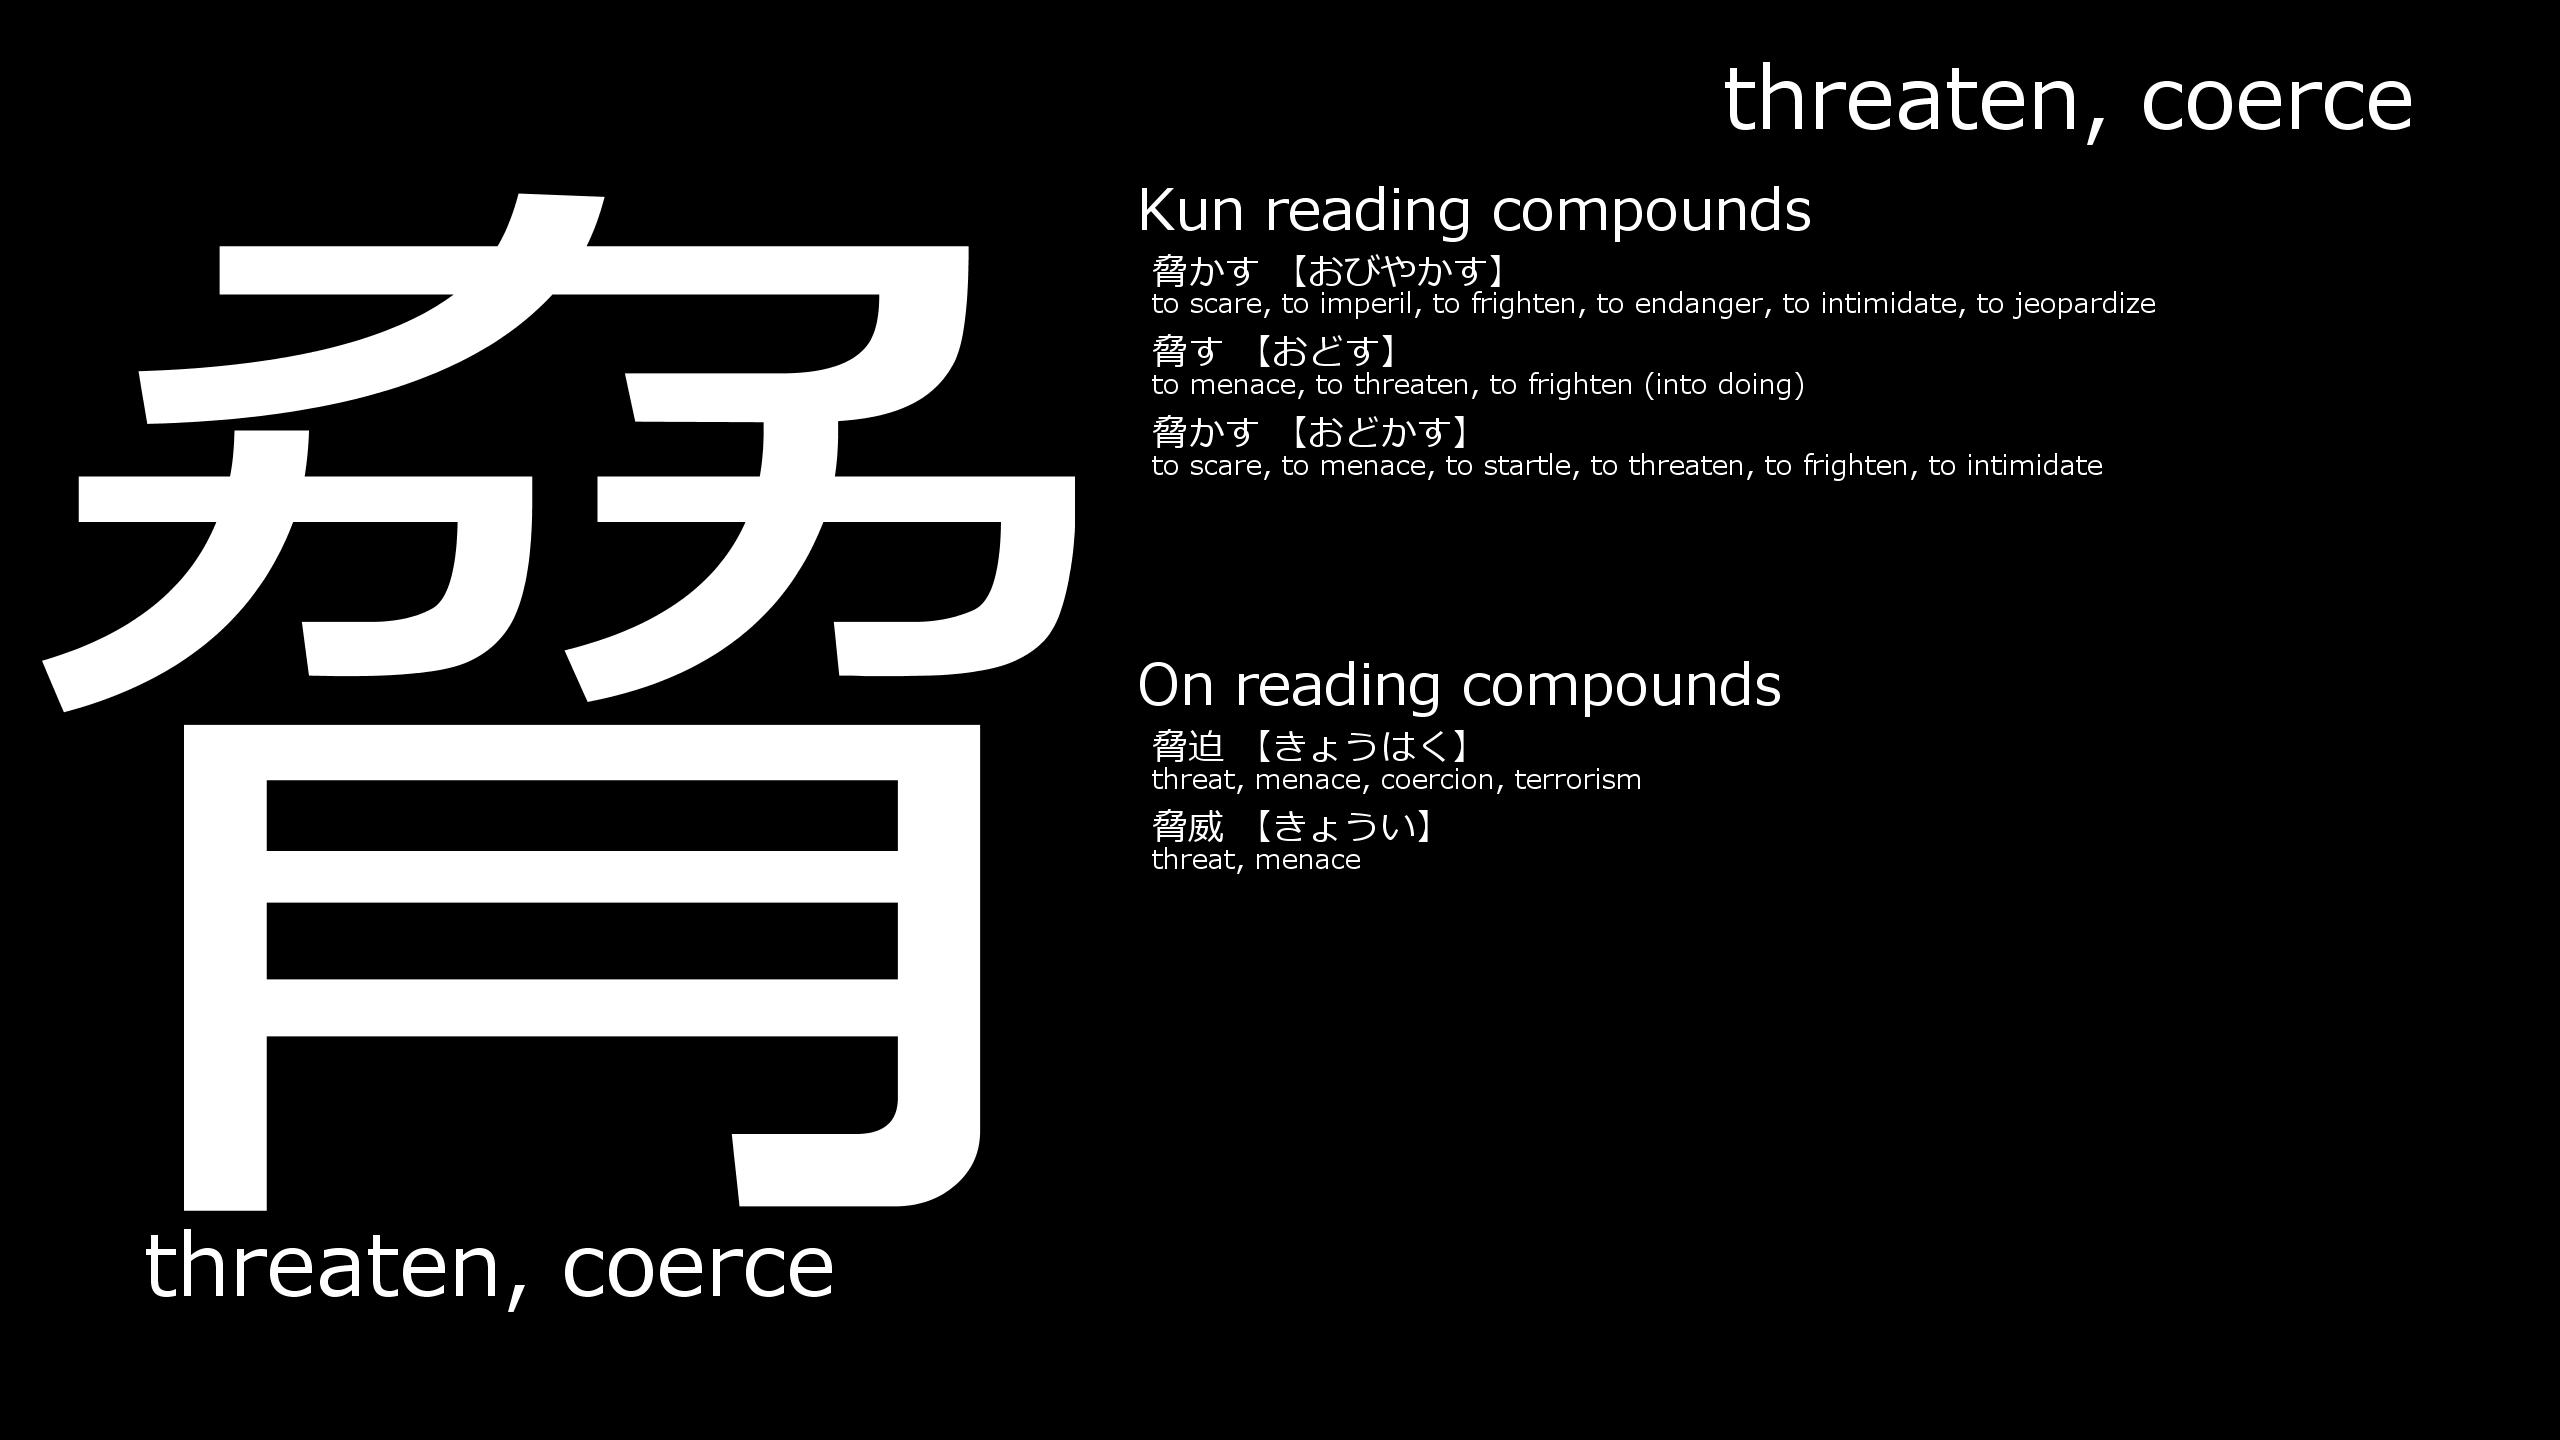 threaten, coerce
脅
threaten, coerce
Kun reading compounds
脅かす 【おびやかす】
to scare, to imperil, to frighten, to endanger, to intimidate, to jeopardize
脅す 【おどす】
to menace, to threaten, to frighten (into doing)
脅かす 【おどかす】
to scare, to menace, to startle, to threaten, to frighten, to intimidate
On reading compounds
脅迫 【きょうはく】
threat, menace, coercion, terrorism
脅威 【きょうい】
threat, menace